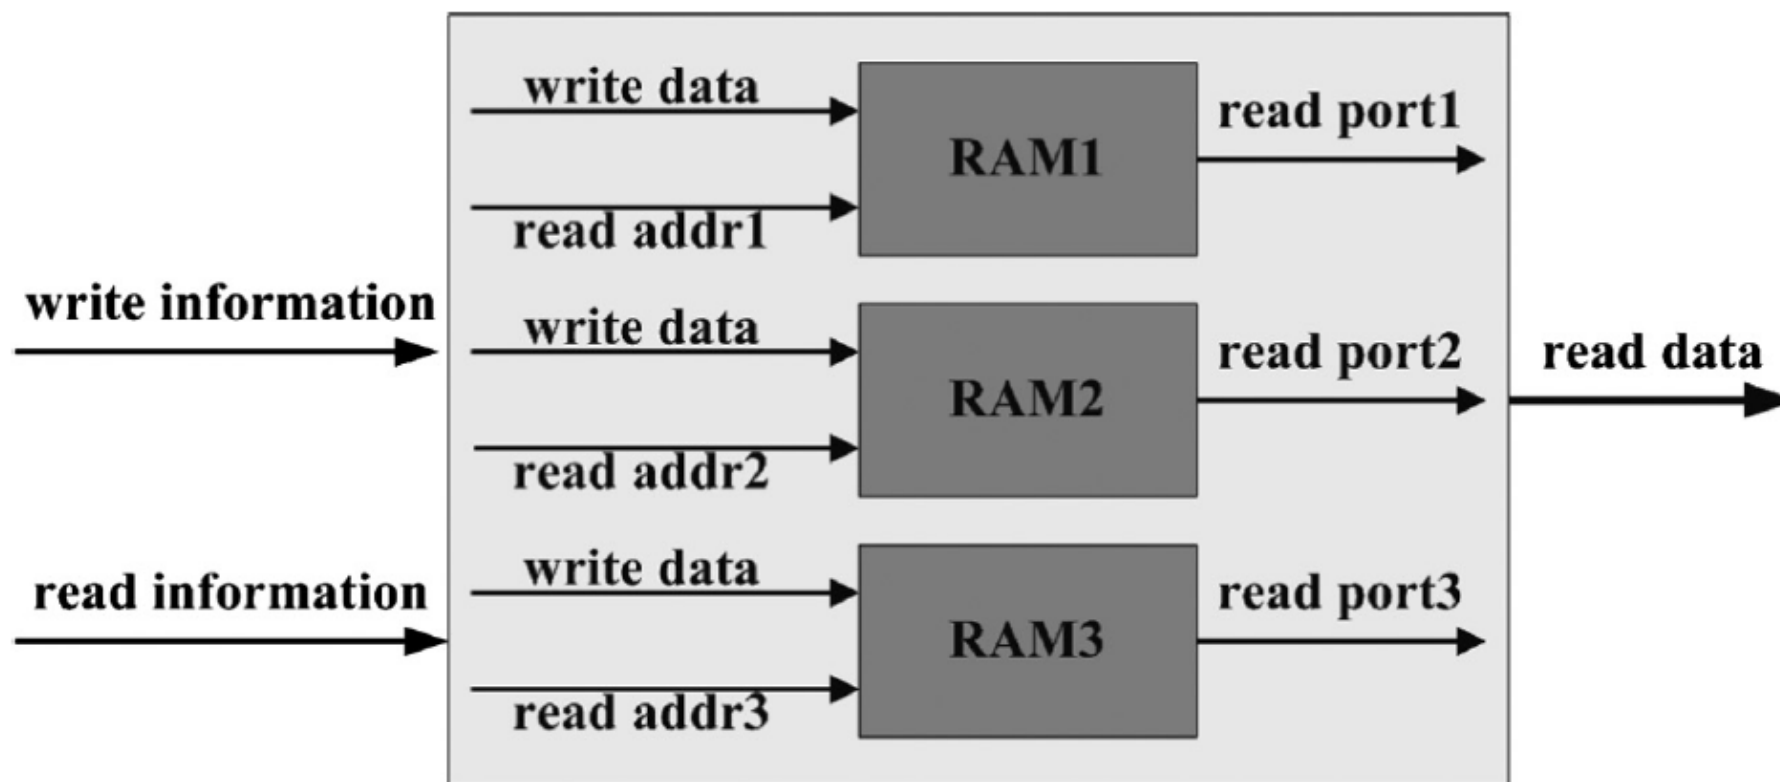 write data
RAM1
read port1
read addr1
write information
write data
RAM2
read port2
read data
read addr2
read information
write data
RAM3
read port3
read addr3